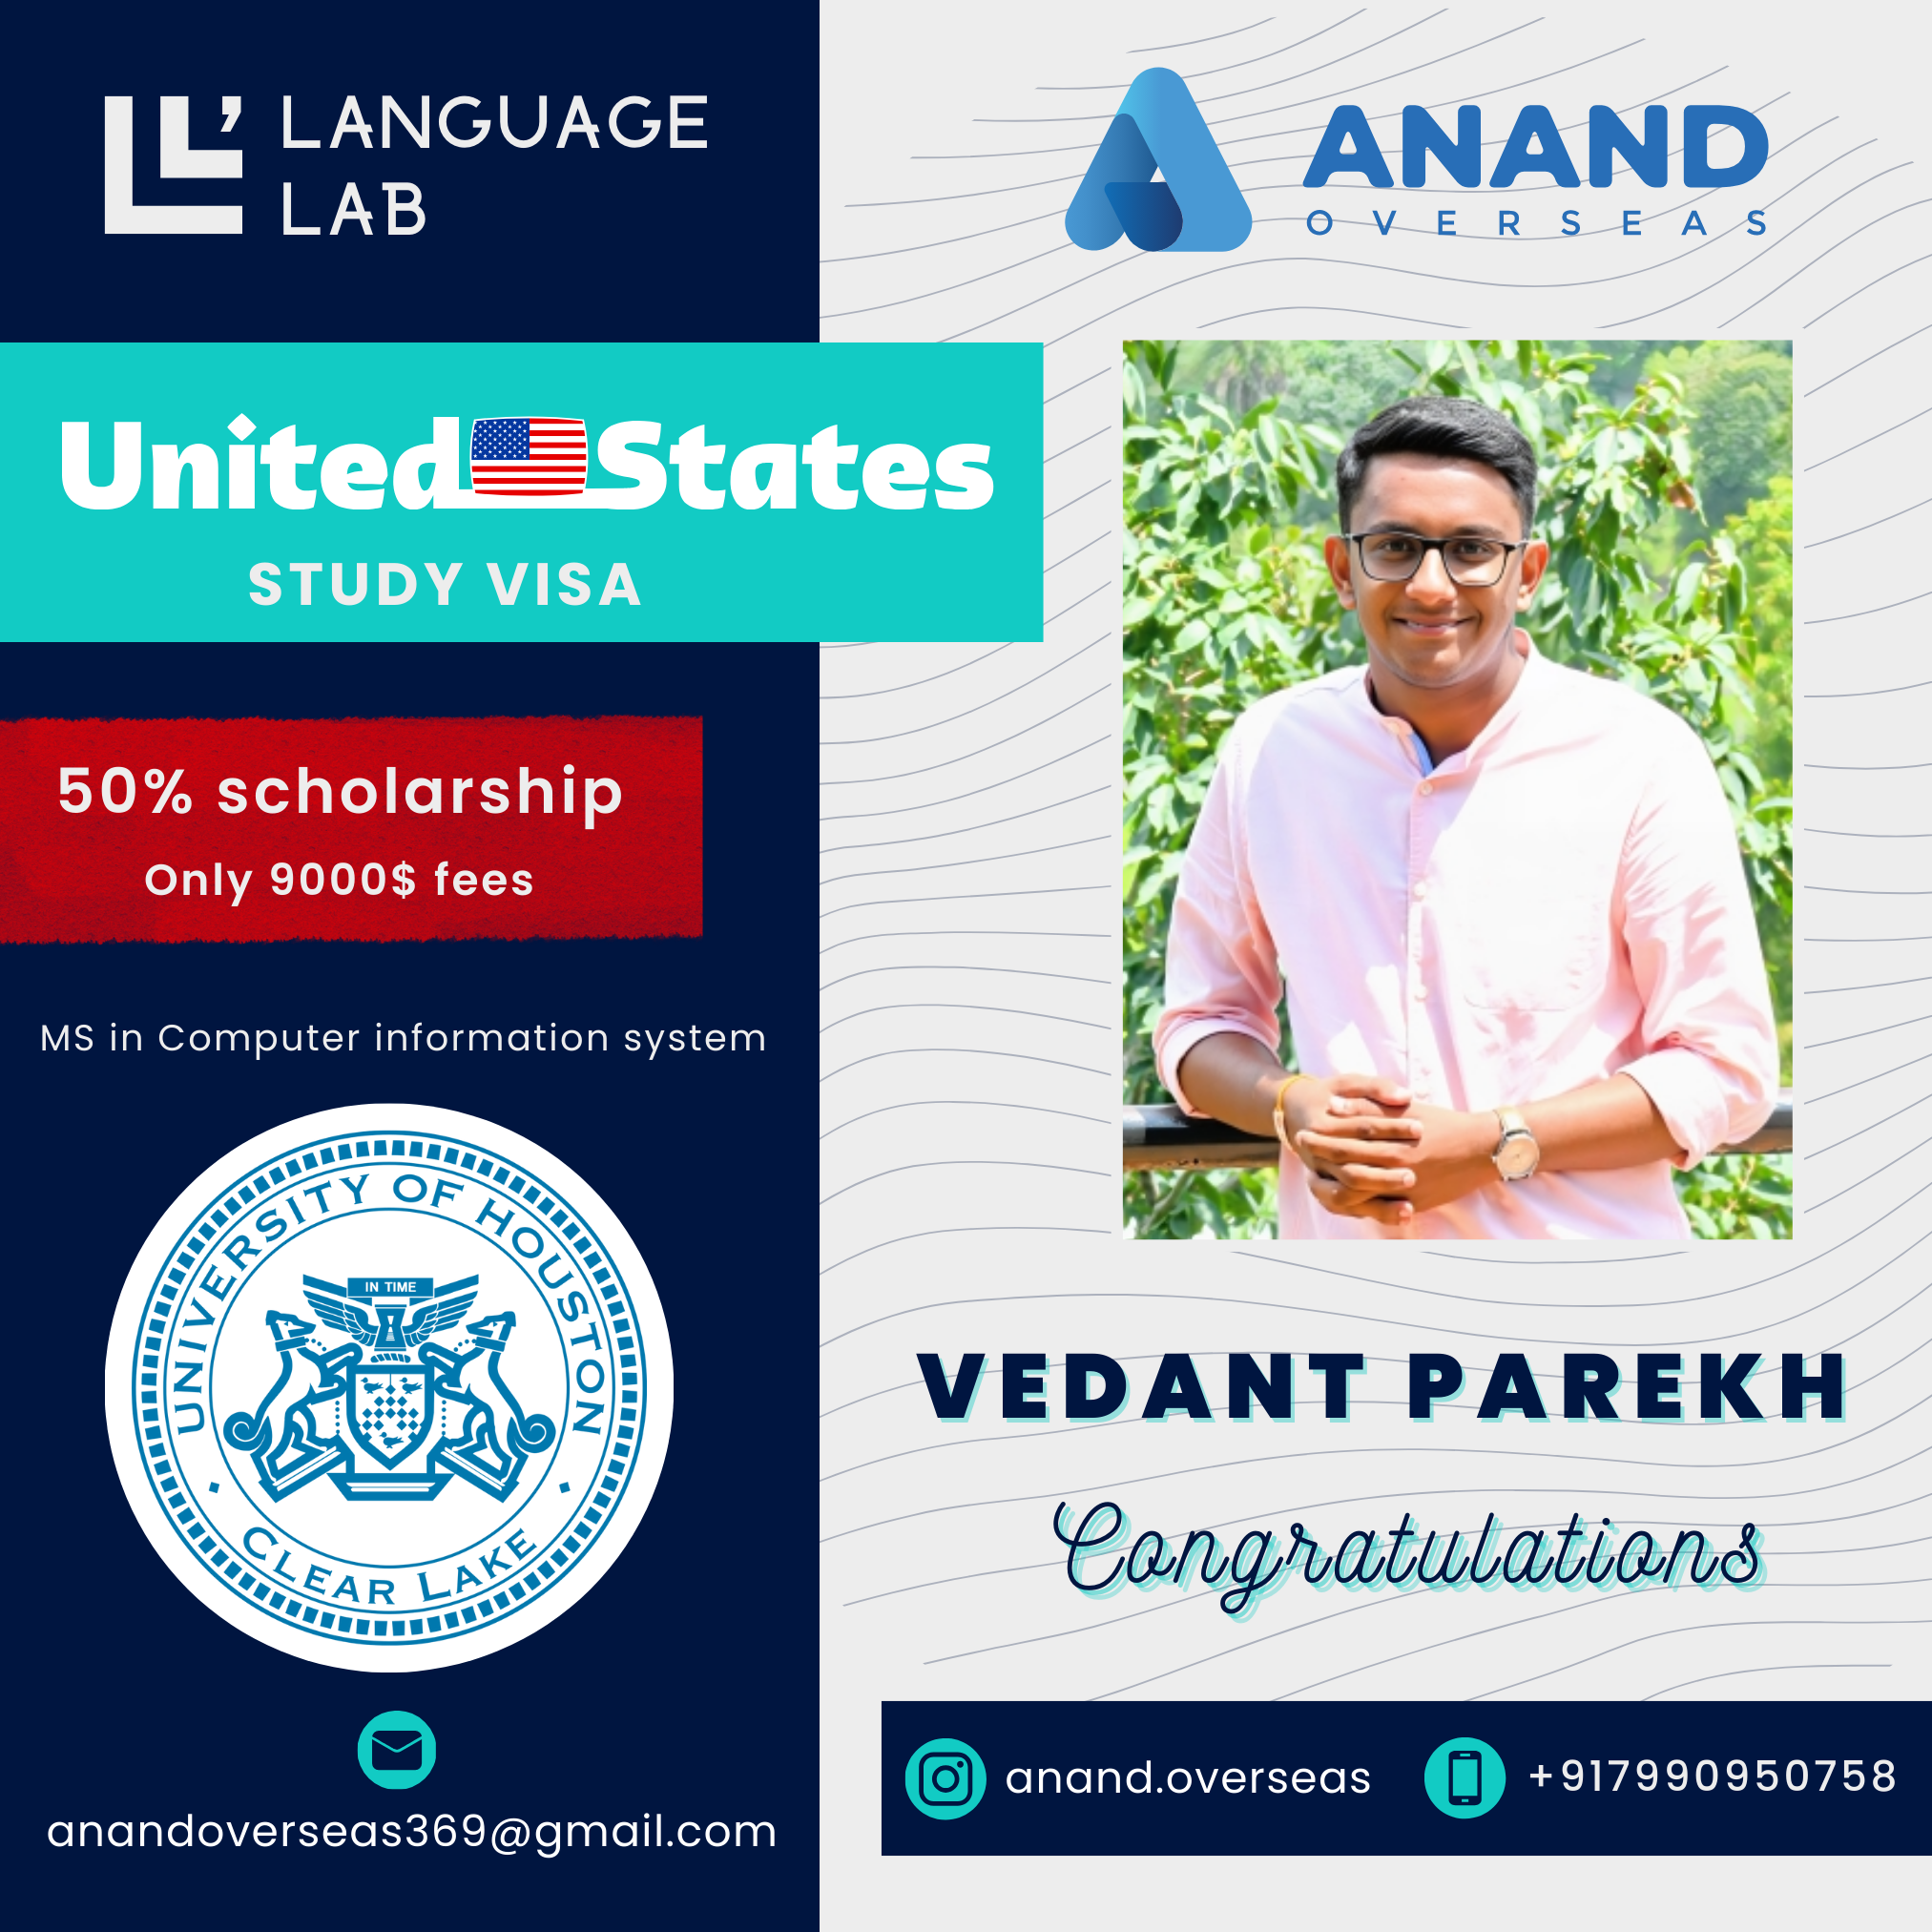 LANGUAGE
LAB
ANAND
OVERSEAS
United States
STUDY VISA
50% scholarship
Only 9000$ fees
MS in Computer information system
UNIVERSITY OF HOUSTON
IN TIME
CLEAR LAKE
anandoverseas369@gmail.com
VEDANT PAREKH
Congratulations
anand.overseas
+917990950758